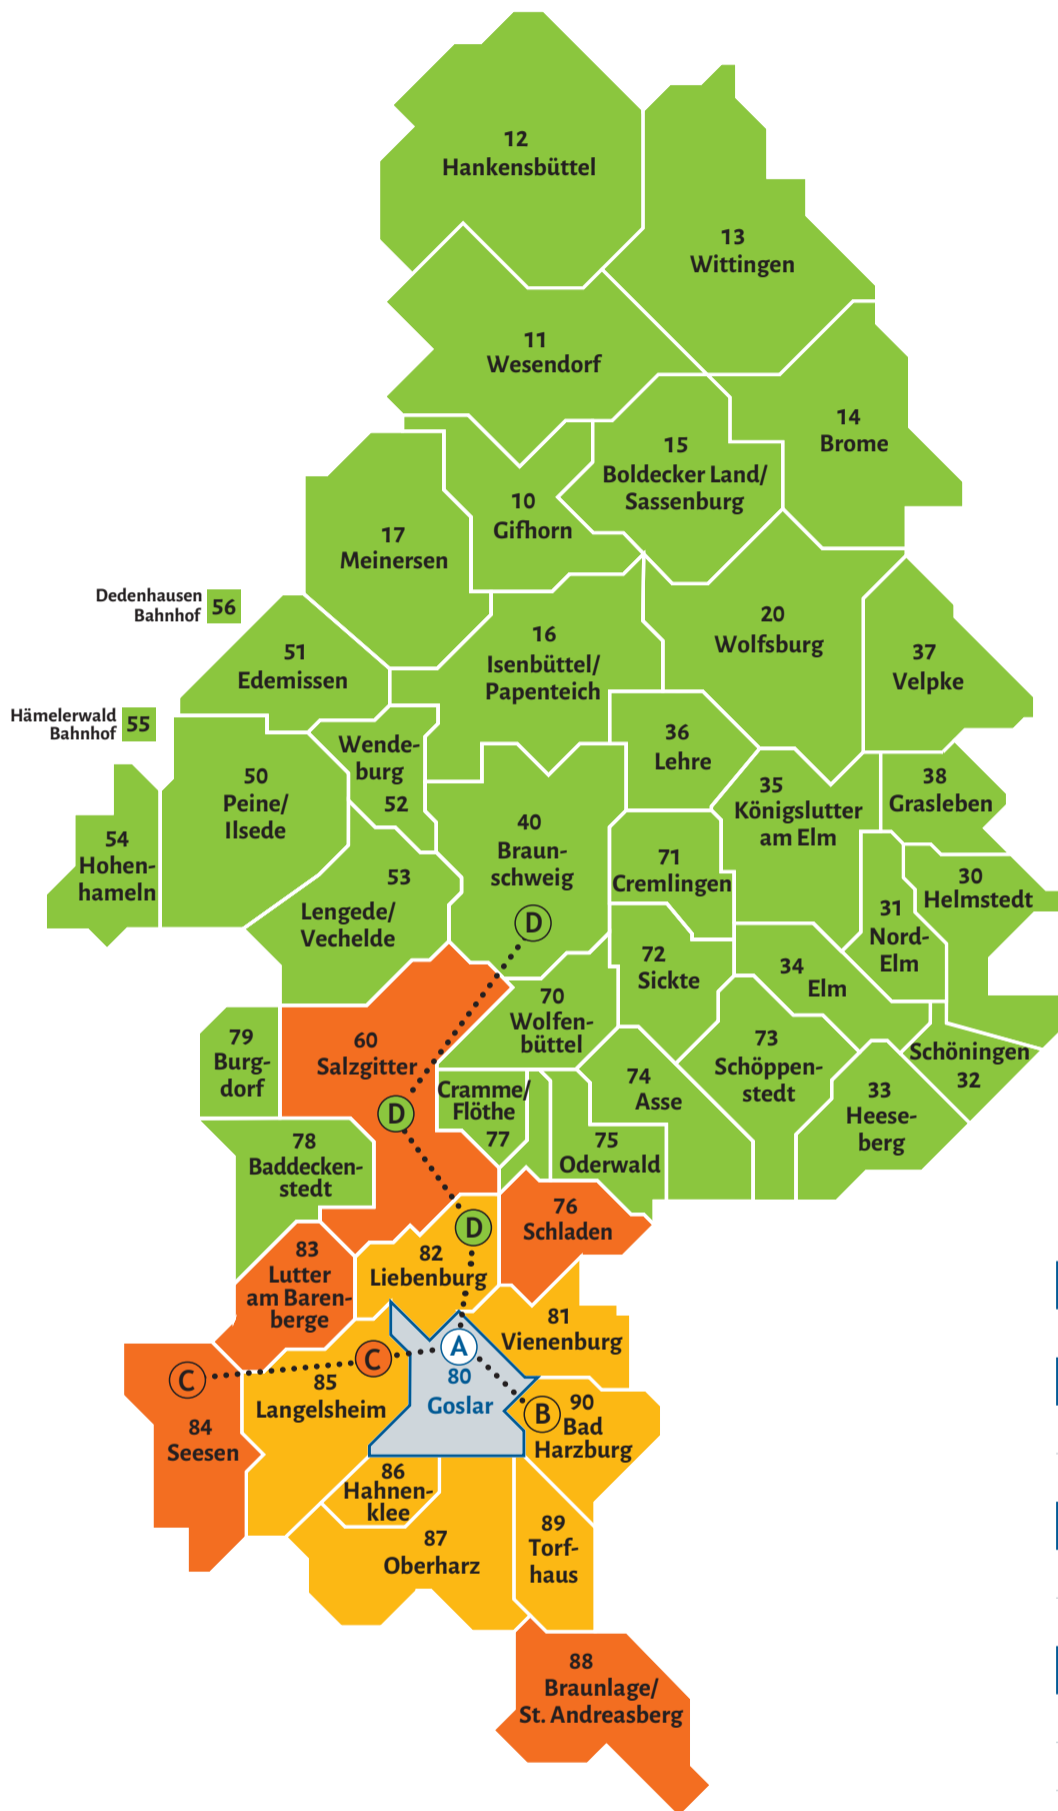 12
Hankensbüttel
13
Wittingen
11
Wesendorf
14
Brome
15
Boldecker Land/
Sassenburg
10
Gifhorn
17
Meinersen
Dedenhausen
Bahnhof
56
20
Wolfsburg
16
Isenbüttel/
Papenteich
51
Edemissen
37
Velpke
Hämelerwald
Bahnhof
55
36
Lehre
Wende-
burg
52
50
Peine/
Ilsede
38
Grasleben
35
Königslutter
am Elm
40
Braun-
schweig
D
54
Hohen-
hameln
71
Cremlingen
53
Lengede/
Vechelde
30
Helmstedt
31
Nord-
Elm
72
Sickte
34
Elm
70
Wolfen-
büttel
79
Burg-
dorf
60
Salzgitter
D
73
Schöppen-
stedt
Schöningen
32
74
Asse
33
Heese-
berg
Cramme/
Flöthe
77
78
Baddecken-
stedt
75
Oderwald
76
Schladen
D
82
Liebenburg
83
Lutter
am Baren-
berge
81
Vienenburg
A
80
Goslar
C
C
85
Langelsheim
B
90
Bad
Harzburg
84
Seesen
86
Hahnen-
klee
87
Oberharz
89
Torf-
haus
88
Braunlage/
St. Andreasberg